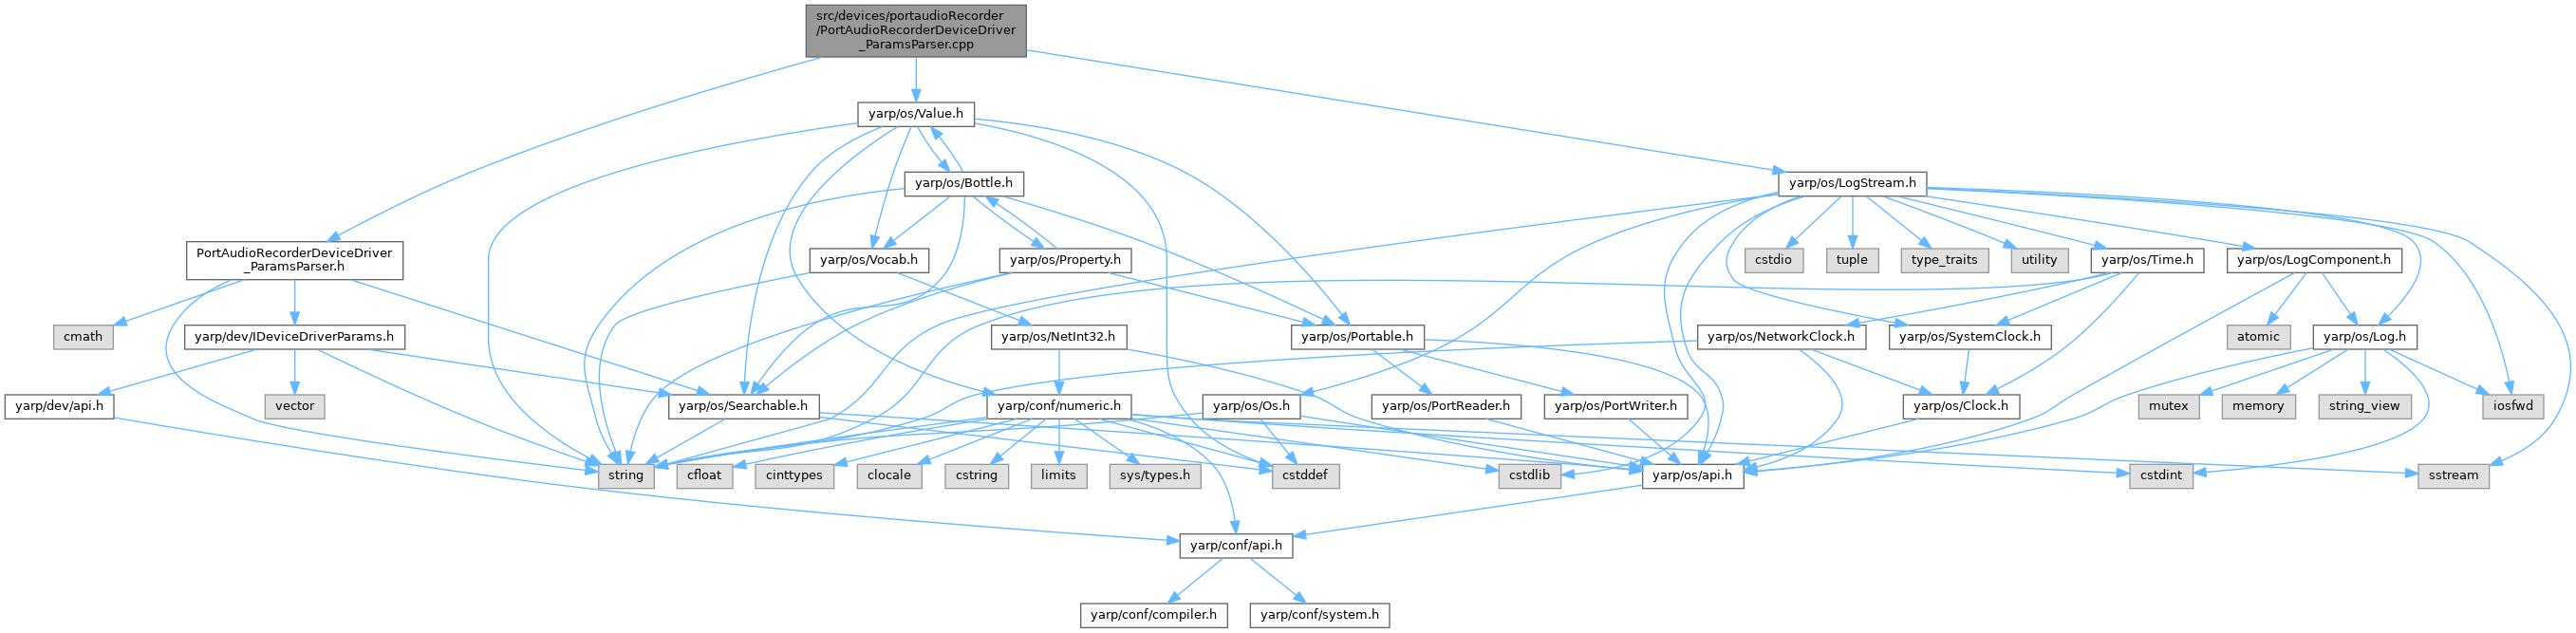 src/devices/portaudioRecorder
/PortAudioRecorderDeviceDriver
_ParamsParser.cpp
yarp/os/Value.h
yarp/os/Bottle.h
yarp/os/LogStream.h
PortAudioRecorderDeviceDriver
_ParamsParser.h
yarp/os/Vocab.h
yarp/os/Property.h
cstdio
tuple
type_traits
utility
yarp/os/Time.h
yarp/os/LogComponent.h
cmath
yarp/dev/IDeviceDriverParams.h
yarp/os/NetInt32.h
yarp/os/Portable.h
yarp/os/NetworkClock.h
yarp/os/SystemClock.h
atomic
yarp/os/Log.h
yarp/dev/api.h
vector
yarp/os/Searchable.h
yarp/conf/numeric.h
yarp/os/Os.h
yarp/os/PortReader.h
yarp/os/PortWriter.h
yarp/os/Clock.h
mutex
memory
string_view
iosfwd
string
cfloat
cinttypes
clocale
cstring
limits
sys/types.h
cstddef
cstdlib
yarp/os/api.h
cstdint
sstream
yarp/conf/api.h
yarp/conf/compiler.h
yarp/conf/system.h